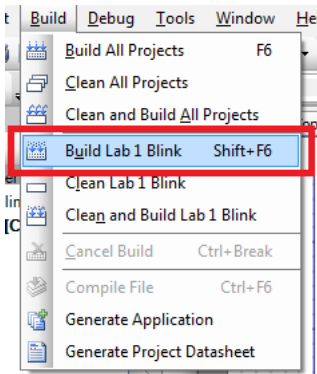 Build Debug Tools Window He
Build All Projects F6
Clean All Projects
Clean and Build All Projects
Build Lab 1 Blink Shift+F6
Clean Lab 1 Blink
Clean and Build Lab 1 Blink
Cancel Build Ctrl+Break
Compile File Ctrl+F6
Generate Application
Generate Project Datasheet